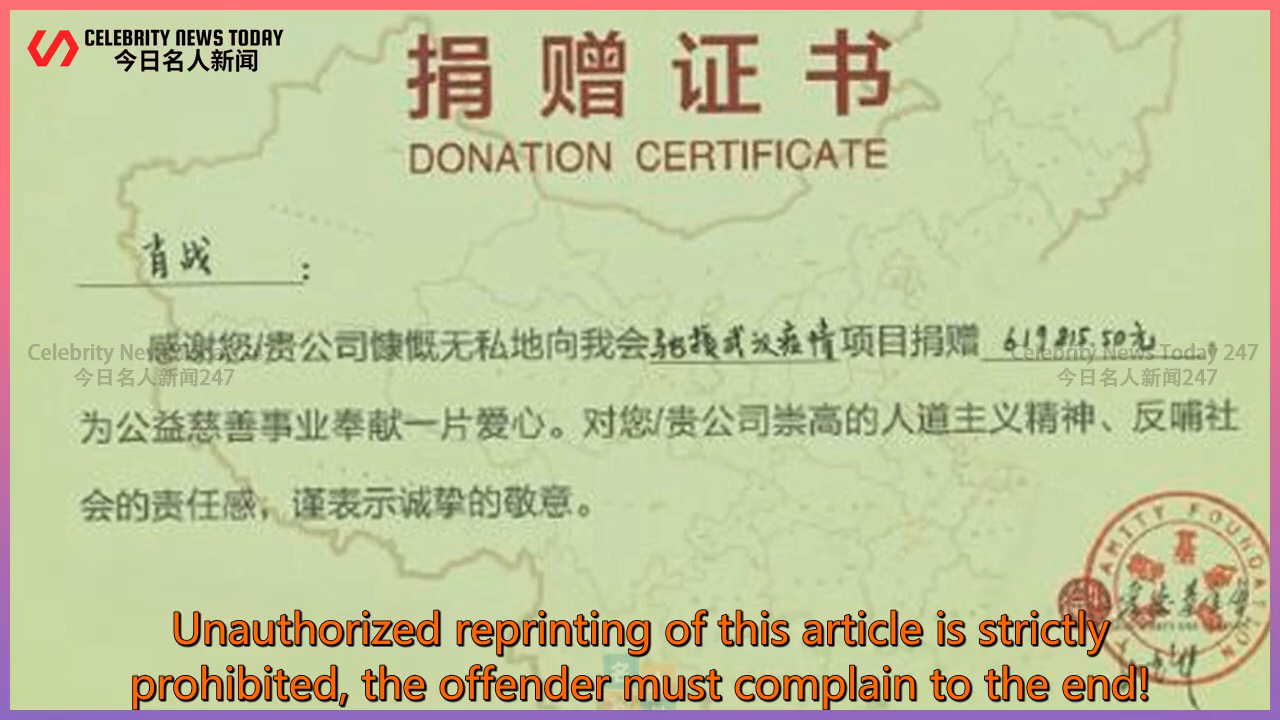 CELEBRITY NEWS TODAY
今日名人新闻
捐赠证书
DONATION CERTIFICATE
肖战：
感谢您/贵公司慷慨无私地向我会驰援武汉疫情项目捐赠 619,815.50元。
Celebrity News Today 247
今日名人新闻247
Celebrity News Today 247
今日名人新闻247
为公益慈善事业奉献一片爱心。对您/贵公司崇高的人道主义精神、反哺社
会的责任感，谨表示诚挚的敬意。
AMITY FOUNDATION
基
Unauthorized reprinting of this article is strictly
prohibited, the offender must complain to the end!